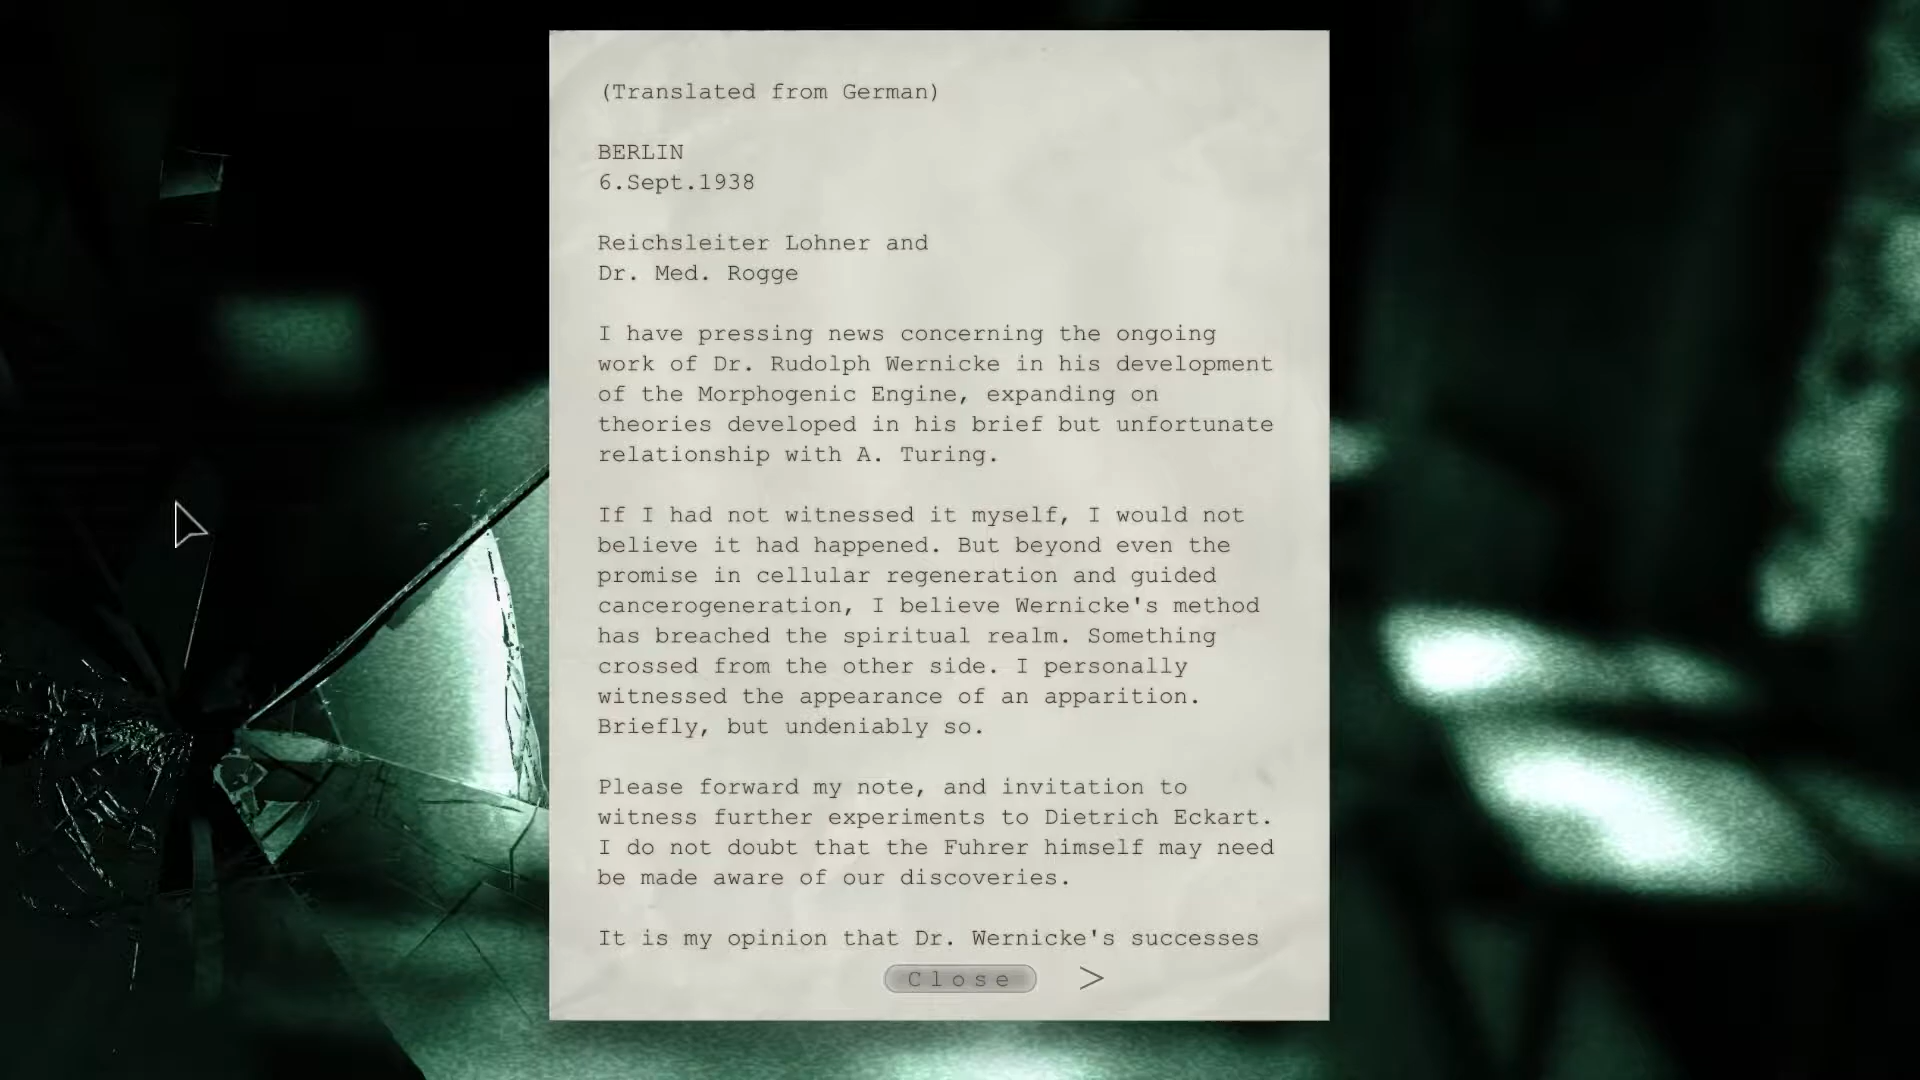 (Translated from German)
BERLIN
6.Sept.1938
Reichsleiter Lohner and
Dr. Med. Rogge
I have pressing news concerning the ongoing
work of Dr. Rudolph Wernicke in his development
of the Morphogenic Engine, expanding on
theories developed in his brief but unfortunate
relationship with A. Turing.
If I had not witnessed it myself, I would not
believe it had happened. But beyond even the
promise in cellular regeneration and guided
cancerogeneration, I believe Wernicke's method
has breached the spiritual realm. Something
crossed from the other side. I personally
witnessed the appearance of an apparition.
Briefly, but undeniably so.
Please forward my note, and invitation to
witness further experiments to Dietrich Eckart.
I do not doubt that the Fuhrer himself may need
be made aware of our discoveries.
It is my opinion that Dr. Wernicke's successes
Close >